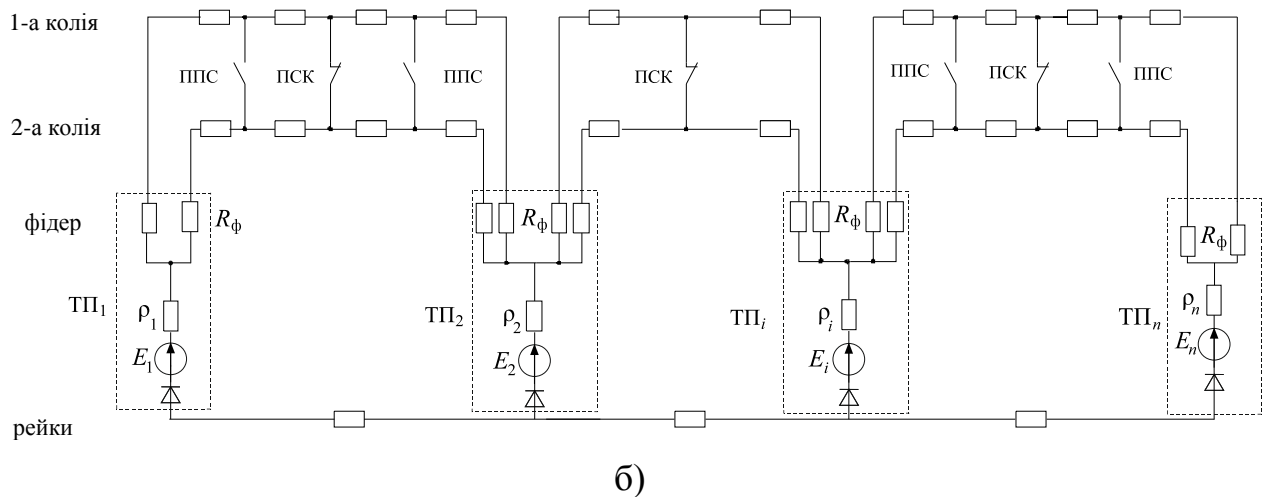 1-а колія
ППС ПСК ППС ПСК ППС ПСК ППС
2-а колія
фідер Rф Rф Rф Rф
ТП1 ρ1 ТП2 ρ2 ТПi ρi ТПn ρn
E1 E2 Ei En
рейки
б)